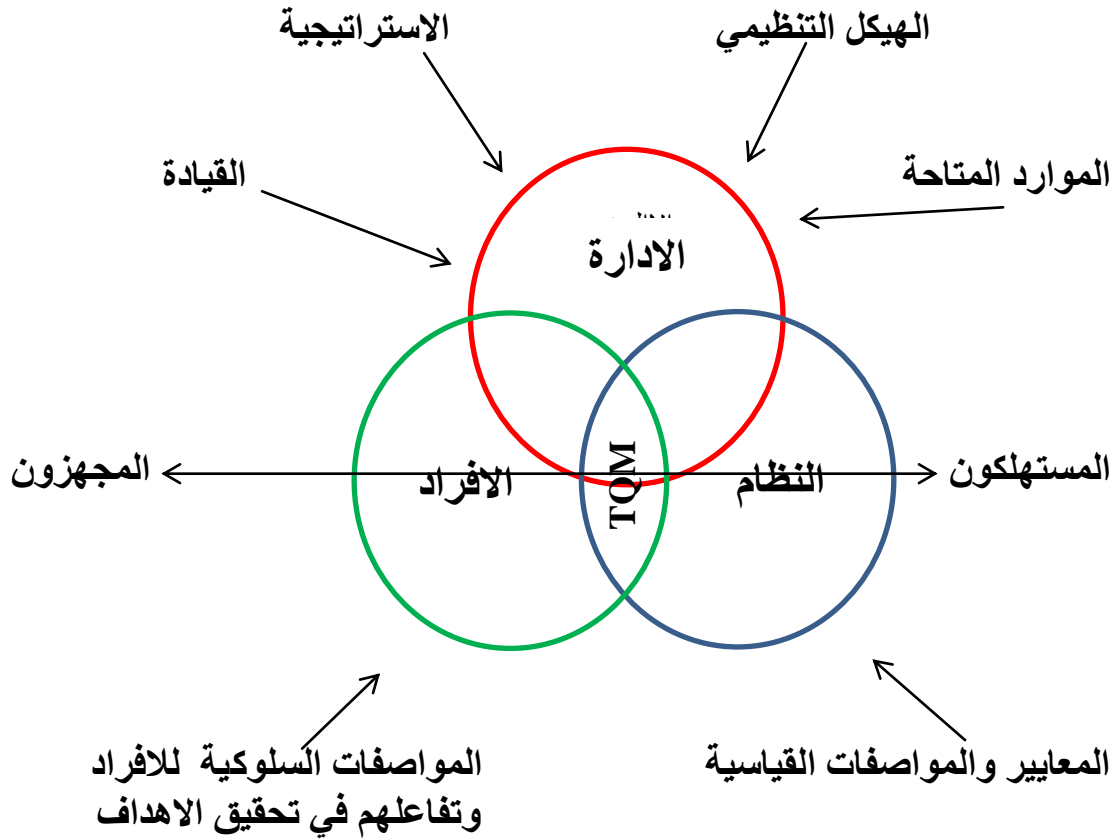 الهيكل التنظيمي
الاستراتيجية
الموارد المتاحة
القيادة
الادارة
المستهلكون
النظام
TQM
الافراد
المجهزون
المعايير والمواصفات القياسية
المواصفات السلوكية للافراد
وتفاعلهم في تحقيق الاهداف